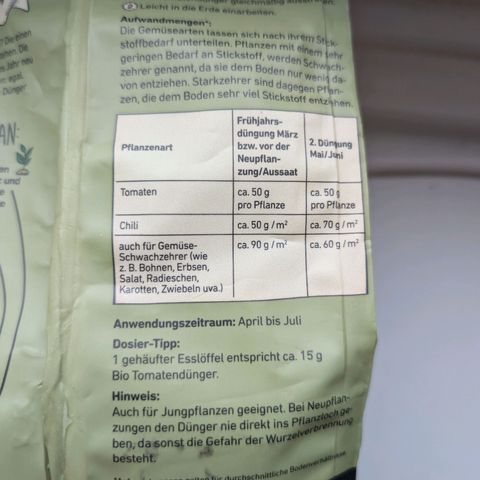 ② Leicht in die Erde einarbeiten.
Aufwandmengen*:
Die Gemüsearten lassen sich nach ihrem Stick-
stoffbedarf unterteilen. Pflanzen mit einem sehr
geringen Bedarf an Stickstoff, werden Schwach-
zehrer genannt, da sie dem Boden nur wenig da-
von entziehen. Starkzehrer sind dagegen Pflan-
zen, die dem Boden sehr viel Stickstoff entziehen.
Pflanzenart
Frühjahrs-
düngung März
bzw. vor der
Neupflan-
zung/Aussaat
2. Düngung
Mai/Juni
Tomaten
ca. 50 g
pro Pflanze
ca. 50 g
pro Pflanze
Chili
ca. 50 g/m²
ca. 70 g/m²
auch für Gemüse-
Schwachzehrer (wie
z. B. Bohnen, Erbsen,
Salat, Radieschen,
Karotten, Zwiebeln uva.)
ca. 90 g/m²
ca. 60 g/m²
Anwendungszeitraum: April bis Juli
Dosier-Tipp:
1 gehäufter Esslöffel entspricht ca. 15 g
Bio Tomatendünger.
Hinweis:
Auch für Jungpflanzen geeignet. Bei Neupflan-
zungen den Dünger nie direkt ins Pflanzloch ge-
ben, da sonst die Gefahr der Wurzelverbrennung
besteht.
gelten für durchschnittliche Bodenverhältnisse.